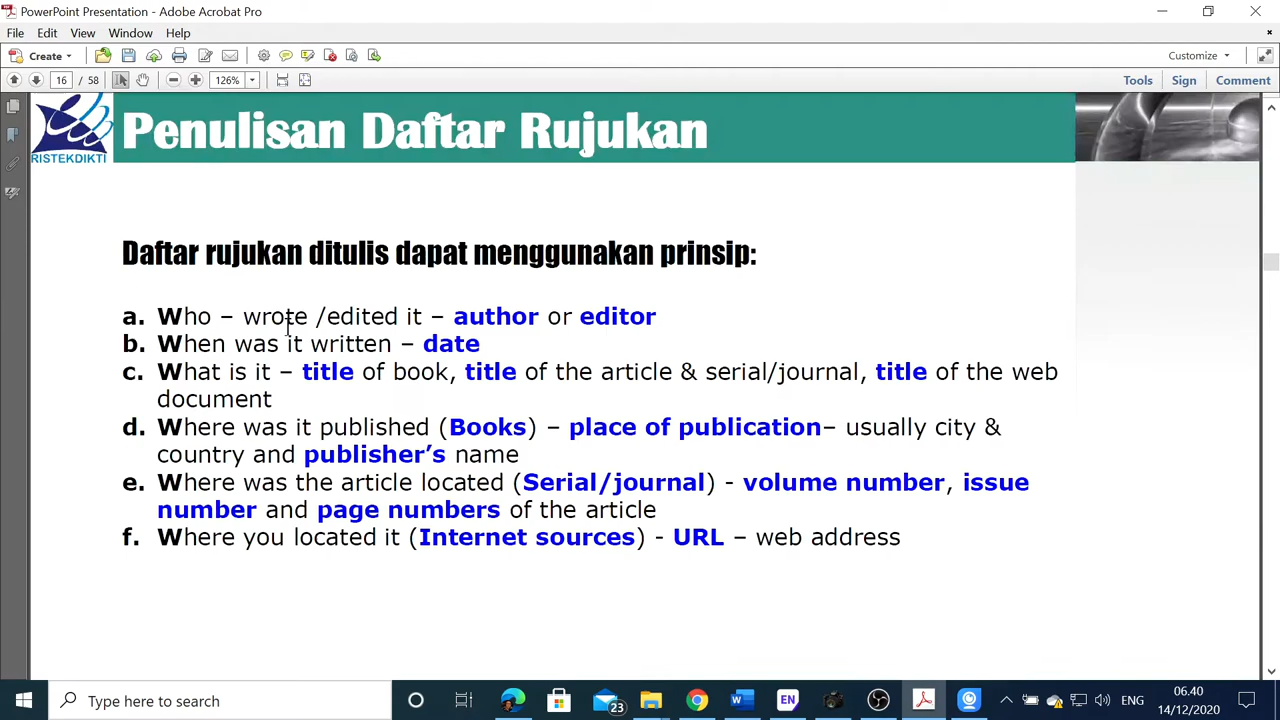 PowerPoint Presentation - Adobe Acrobat Pro
File Edit View Window Help
Create Customize
16 / 58 126% Tools Sign Comment
RISTEKDIKTI
Penulisan Daftar Rujukan
Daftar rujukan ditulis dapat menggunakan prinsip:
a. Who – wrote /edited it – author or editor
b. When was it written – date
c. What is it – title of book, title of the article & serial/journal, title of the web
document
d. Where was it published (Books) – place of publication– usually city &
country and publisher’s name
e. Where was the article located (Serial/journal) - volume number, issue
number and page numbers of the article
f. Where you located it (Internet sources) - URL – web address
Type here to search
23
EN
ENG
06.40
14/12/2020